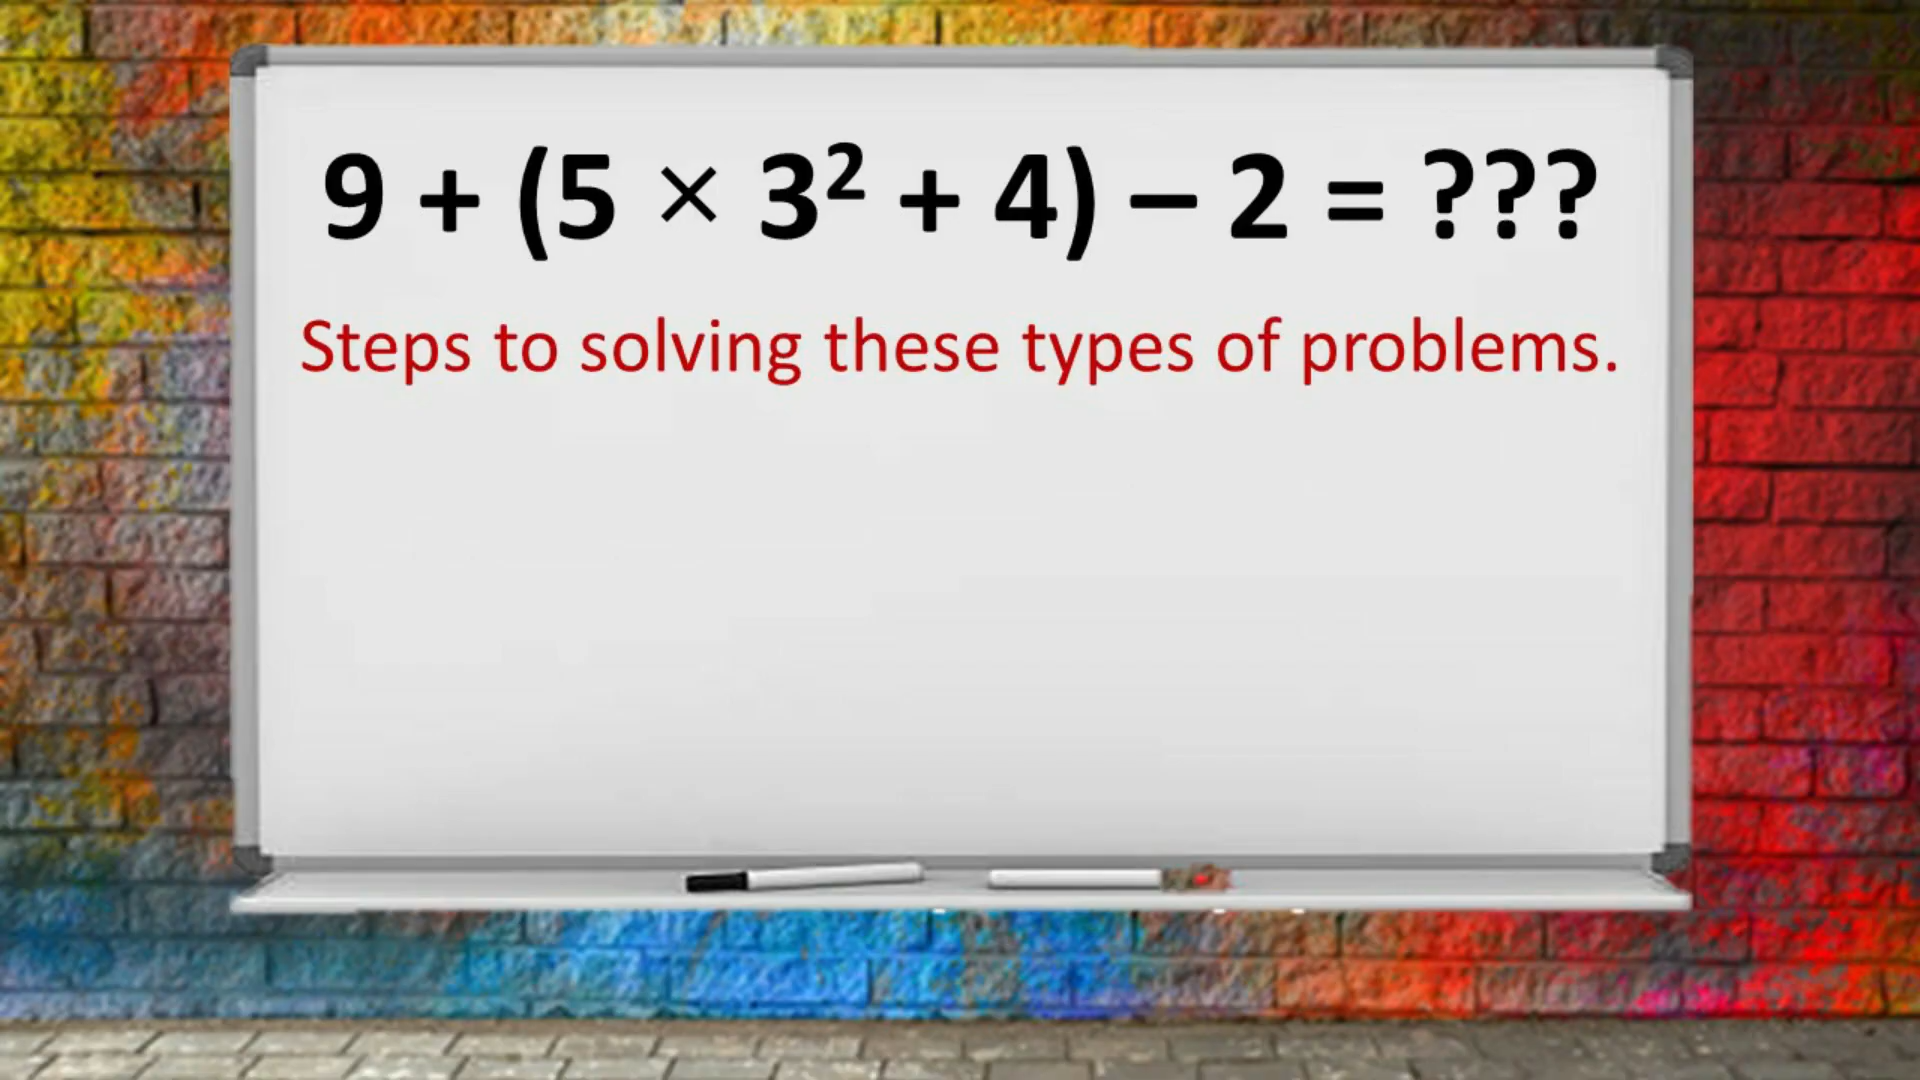 9 + (5 × 3² + 4) – 2 = ???
Steps to solving these types of problems.